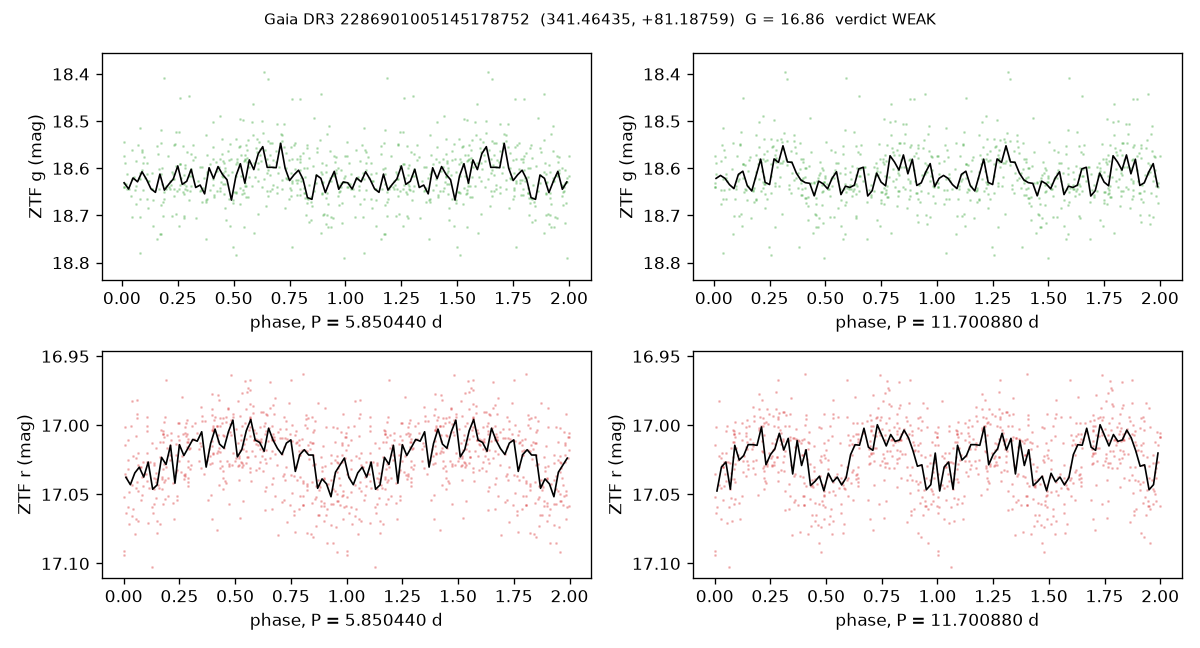 Gaia DR3 2286901005145178752 (341.46435, +81.18759) G = 16.86 verdict WEAK
ZTF g (mag)
18.4
18.5
18.6
18.7
18.8
0.00 0.25 0.50 0.75 1.00 1.25 1.50 1.75 2.00
phase, P = 5.850440 d
ZTF g (mag)
18.4
18.5
18.6
18.7
18.8
0.00 0.25 0.50 0.75 1.00 1.25 1.50 1.75 2.00
phase, P = 11.700880 d
ZTF r (mag)
16.95
17.00
17.05
17.10
0.00 0.25 0.50 0.75 1.00 1.25 1.50 1.75 2.00
phase, P = 5.850440 d
ZTF r (mag)
16.95
17.00
17.05
17.10
0.00 0.25 0.50 0.75 1.00 1.25 1.50 1.75 2.00
phase, P = 11.700880 d